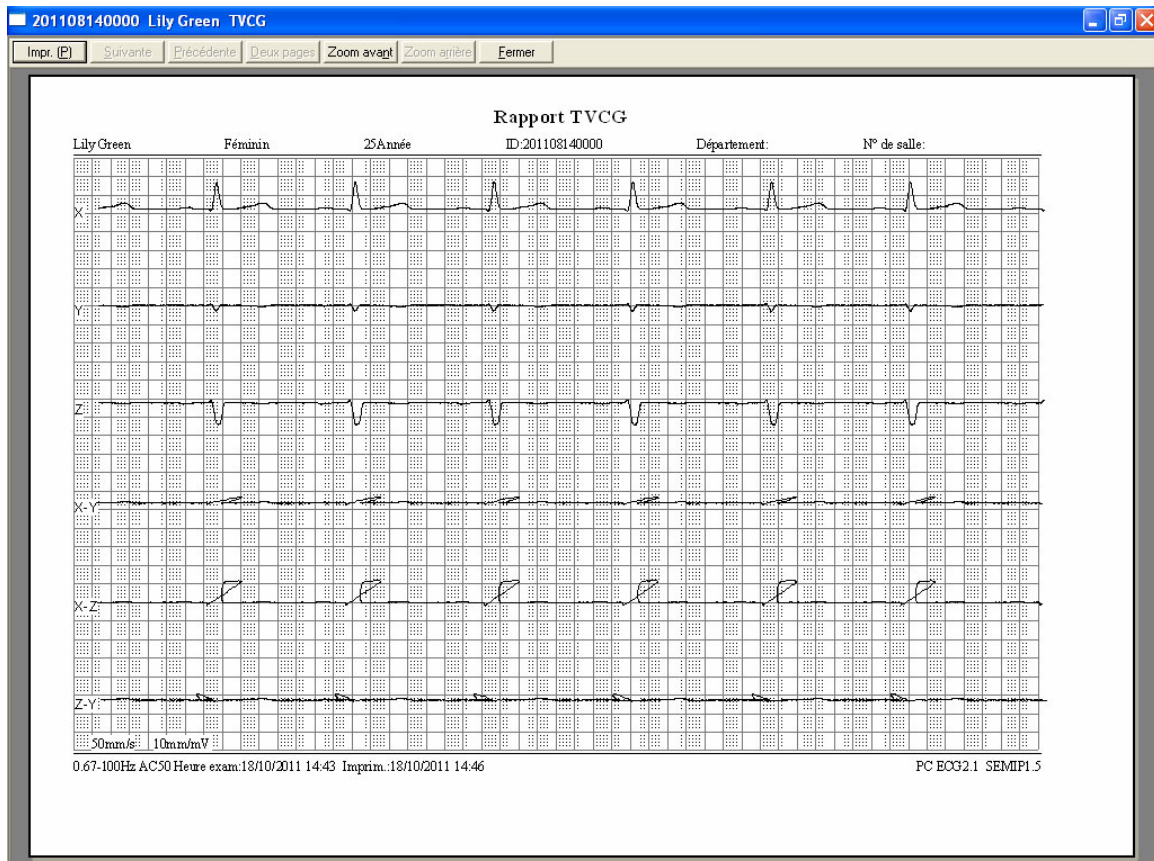 201108140000 Lily Green TVCG
Impr. (P) Suivante Précédente Deux pages Zoom avant Zoom arrière Fermer
Rapport TVCG
Lily Green Féminin 25Année ID:201108140000 Département: N° de salle:
X
Y
Z
X-Y
X-Z
Z-Y
50mm/s 10mm/mV
0.67-100Hz AC50 Heure exam:18/10/2011 14:43 Imprim.:18/10/2011 14:46 PC ECG2.1 SEMIP1.5